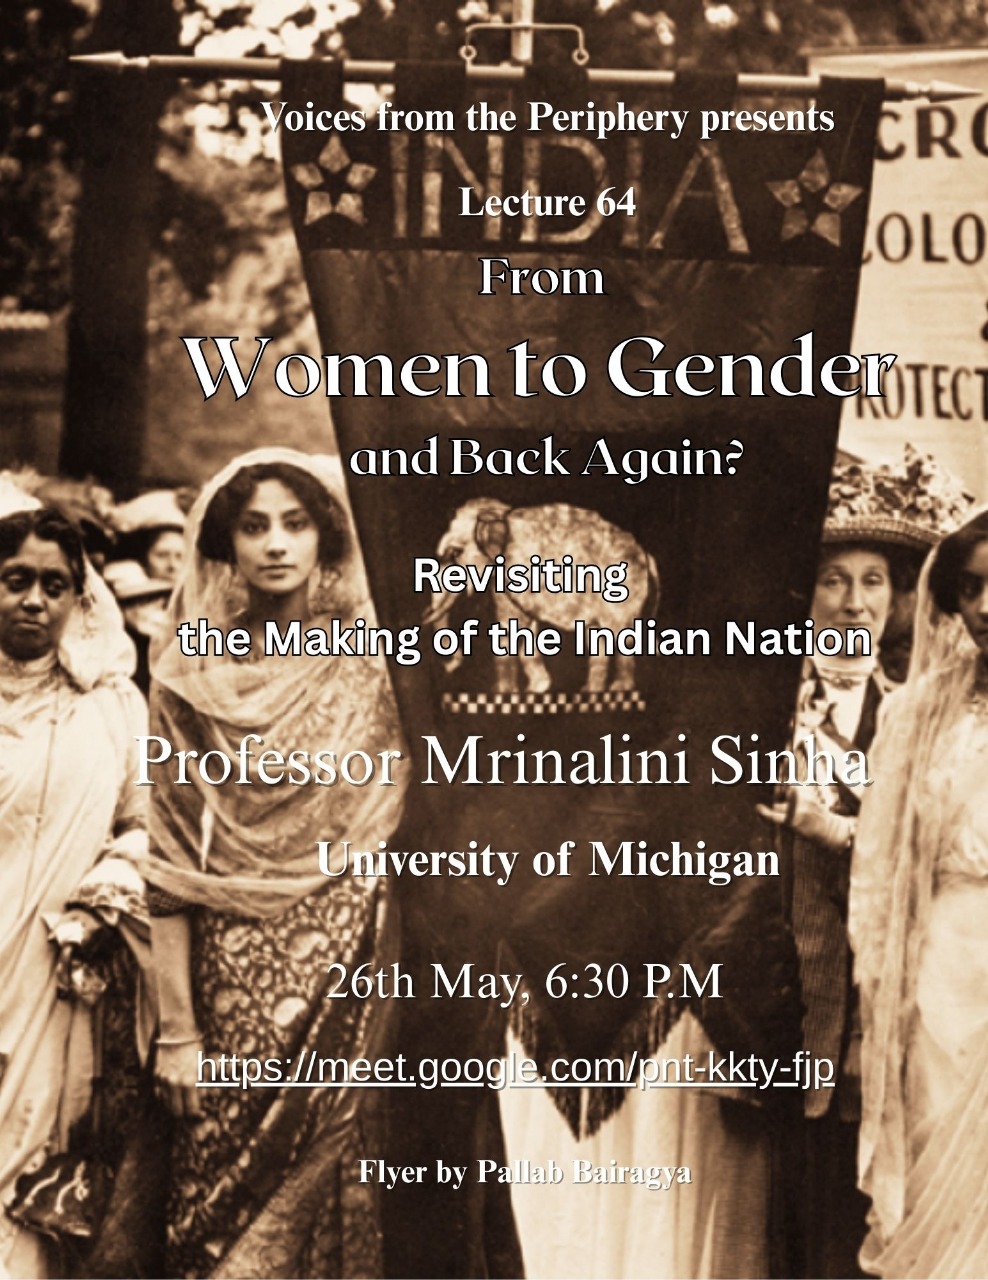 Voices from the Periphery presents
INDIA
Lecture 64
From
Women to Gender
and Back Again?
Revisiting
the Making of the Indian Nation
Professor Mrinalini Sinha
University of Michigan
26th May, 6:30 P.M
https://meet.google.com/pnt-kkty-fjp
Flyer by Pallab Bairagya